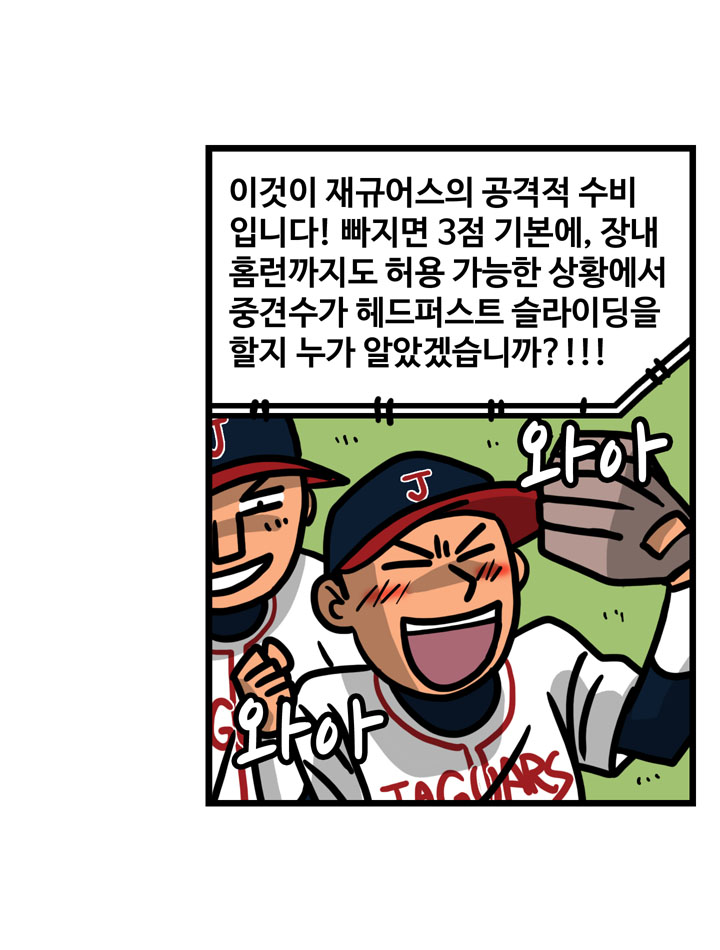 이것이 재규어스의 공격적 수비
입니다! 빠지면 3점 기본에, 장내
홈런까지도 허용 가능한 상황에서
중견수가 헤드퍼스트 슬라이딩을
할지 누가 알았겠습니까?!!!
와아
J
J
와아
G
JAGUARS